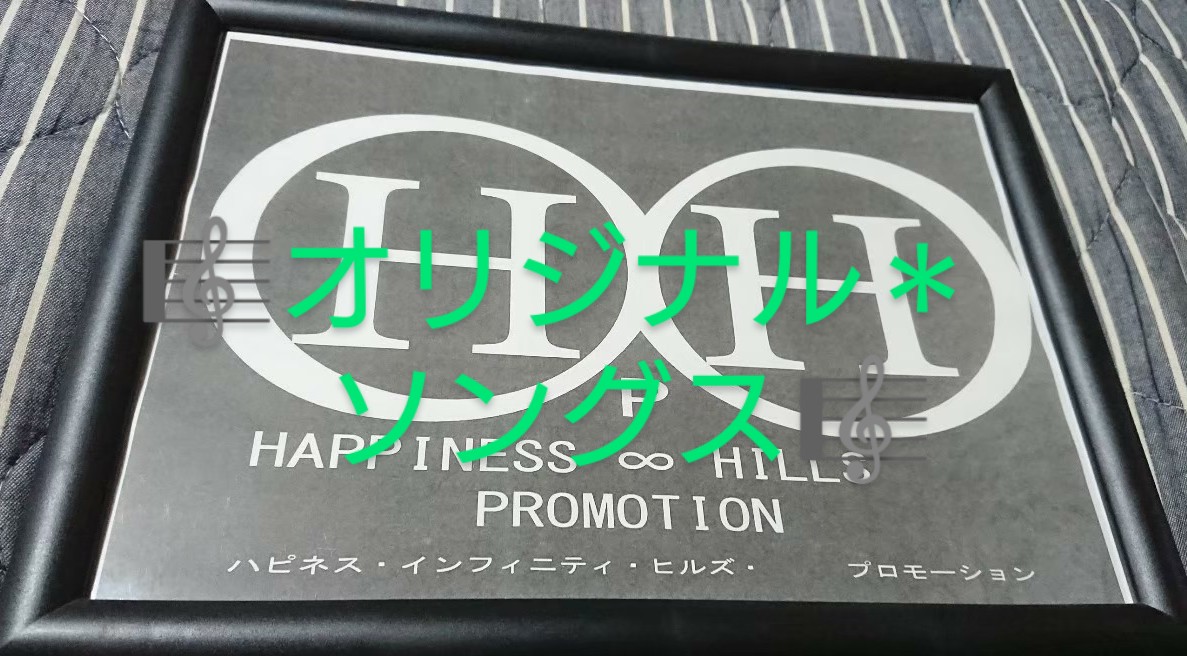 H H
🎼オリジナル＊
ソングス🎼
P
HAPPINESS ∞ HILLS
PROMOTION
ハピネス・インフィニティ・ヒルズ・ プロモーション